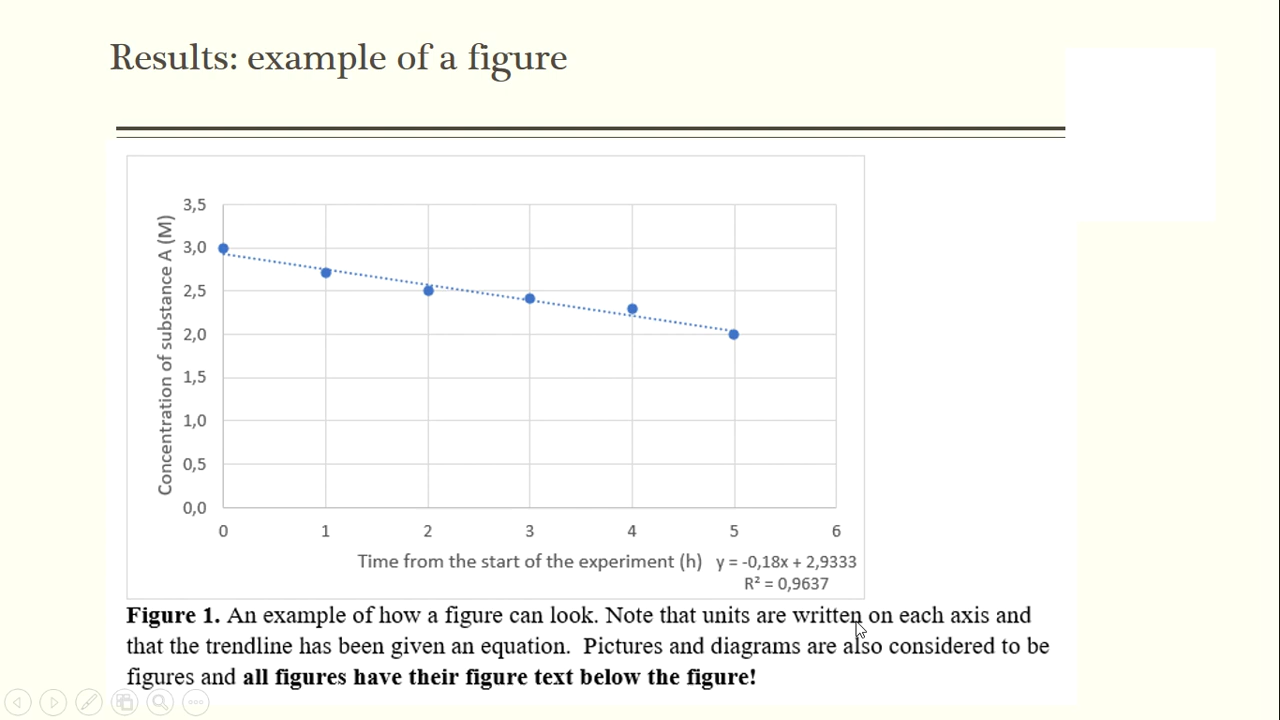 Results: example of a figure
Concentration of substance A (M)
3,5
3,0
2,5
2,0
1,5
1,0
0,5
0,0
0 1 2 3 4 5 6
Time from the start of the experiment (h) y = -0,18x + 2,9333
R² = 0,9637
Figure 1. An example of how a figure can look. Note that units are written on each axis and
that the trendline has been given an equation.  Pictures and diagrams are also considered to be
figures and all figures have their figure text below the figure!